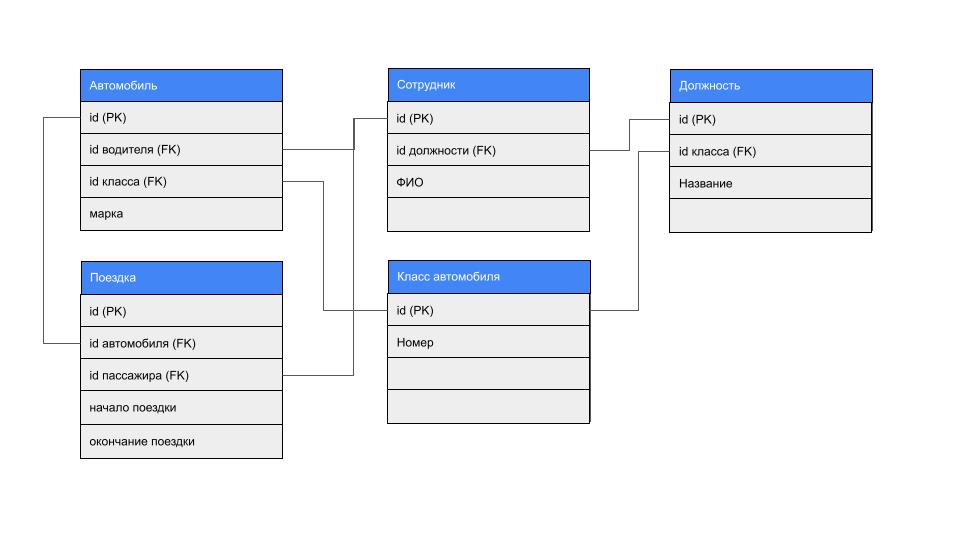 Автомобиль
id (PK)
id водителя (FK)
id класса (FK)
марка
Сотрудник
id (PK)
id должности (FK)
ФИО
Должность
id (PK)
id класса (FK)
Название
Поездка
id (PK)
id автомобиля (FK)
id пассажира (FK)
начало поездки
окончание поездки
Класс автомобиля
id (PK)
Номер